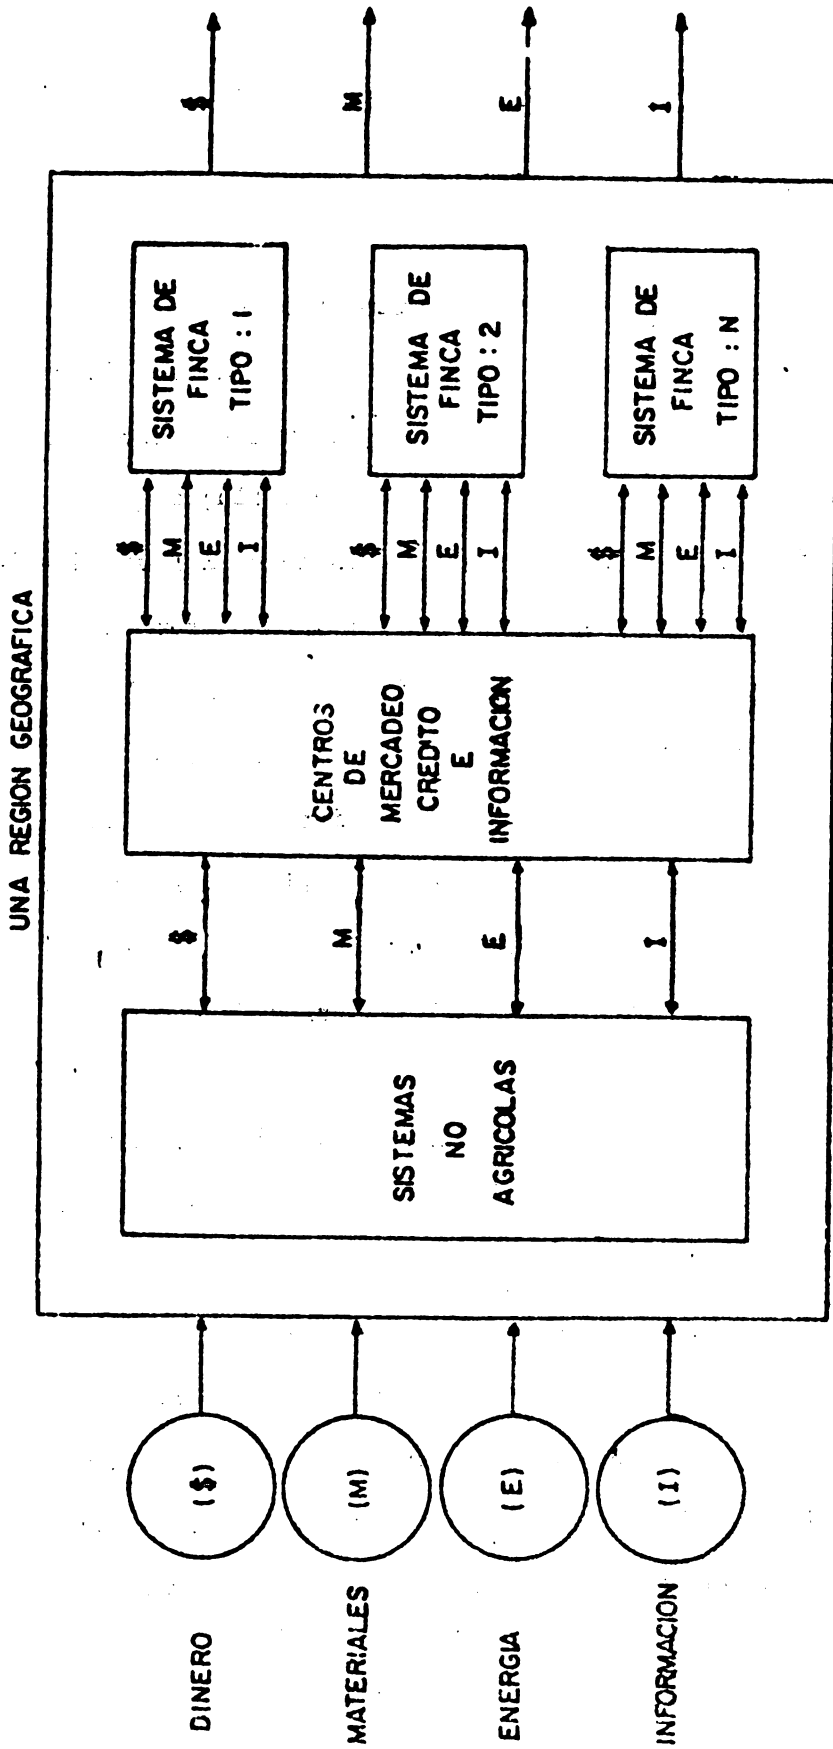 UNA REGION GEOGRAFICA
DINERO
($)
MATERIALES
(M)
ENERGIA
(E)
INFORMACION
(I)
SISTEMAS
NO
AGRICOLAS
$
M
E
I
CENTROS
DE
MERCADEO
CREDITO
E
INFORMACION
$
M
E
I
SISTEMA DE
FINCA
TIPO : 1
$
M
E
I
SISTEMA DE
FINCA
TIPO : 2
$
M
E
I
SISTEMA DE
FINCA
TIPO : N
$
M
E
I